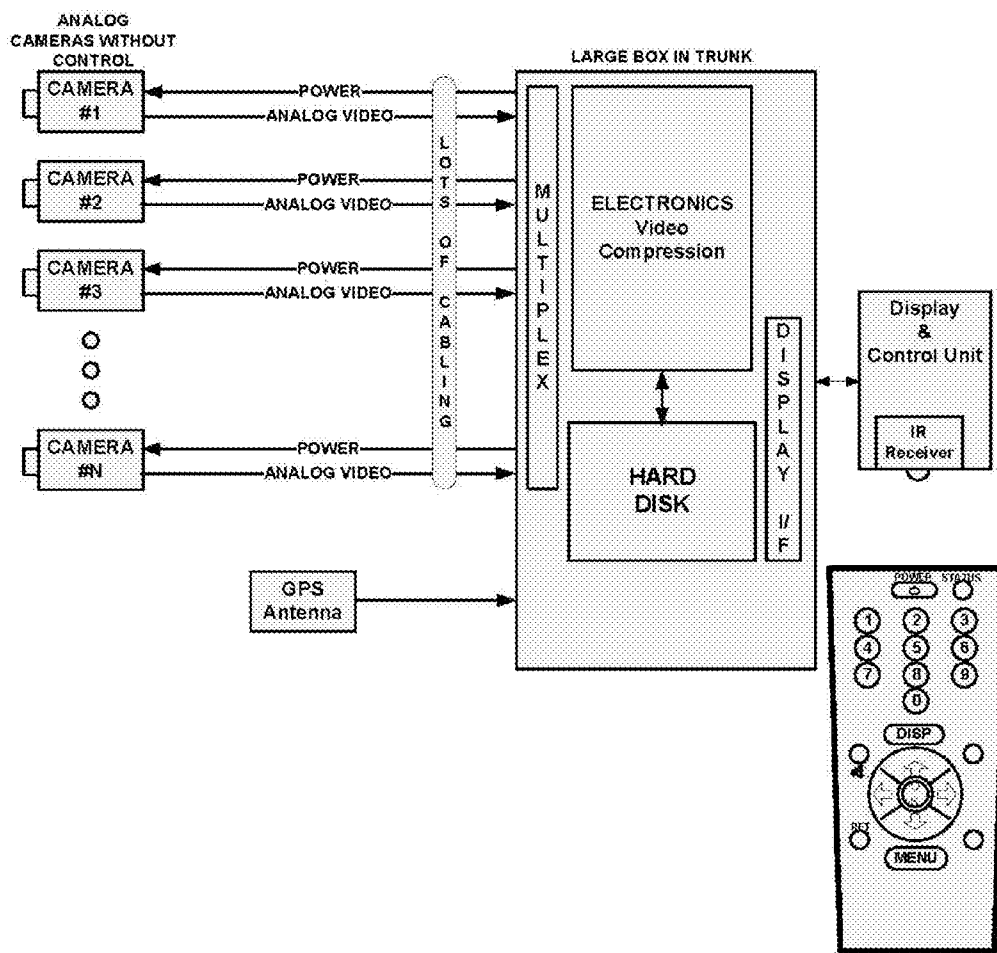 ANALOG
CAMERAS WITHOUT
CONTROL
LARGE BOX IN TRUNK
CAMERA
#1
POWER
ANALOG VIDEO
CAMERA
#2
POWER
ANALOG VIDEO
CAMERA
#3
POWER
ANALOG VIDEO
CAMERA
#N
POWER
ANALOG VIDEO
LOTS OF CABLING
MULTIPLEX
ELECTRONICS
Video
Compression
HARD
DISK
DISPLAY I/F
Display
&
Control Unit
IR
Receiver
GPS
Antenna
POWER STATUS
1 2 3
4 5 6
7 8 9
0
DISP
MENU